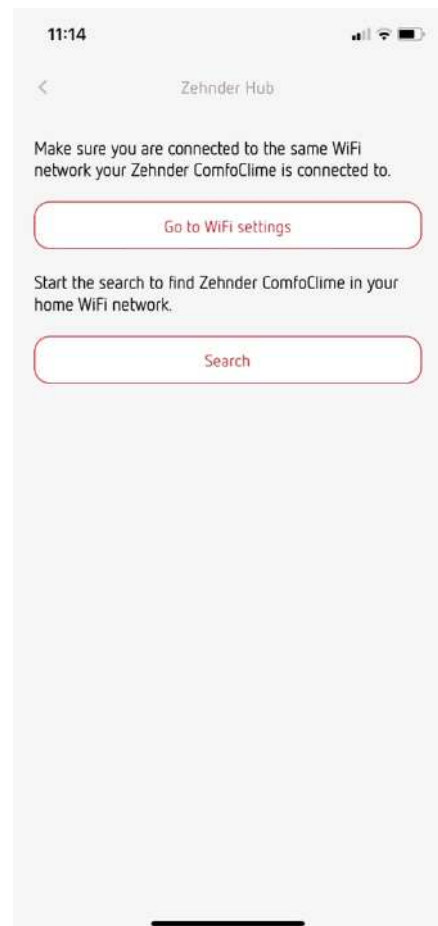 11:14
Zehnder Hub
Make sure you are connected to the same WiFi
network your Zehnder ComfoClime is connected to.
Go to WiFi settings
Start the search to find Zehnder ComfoClime in your
home WiFi network.
Search